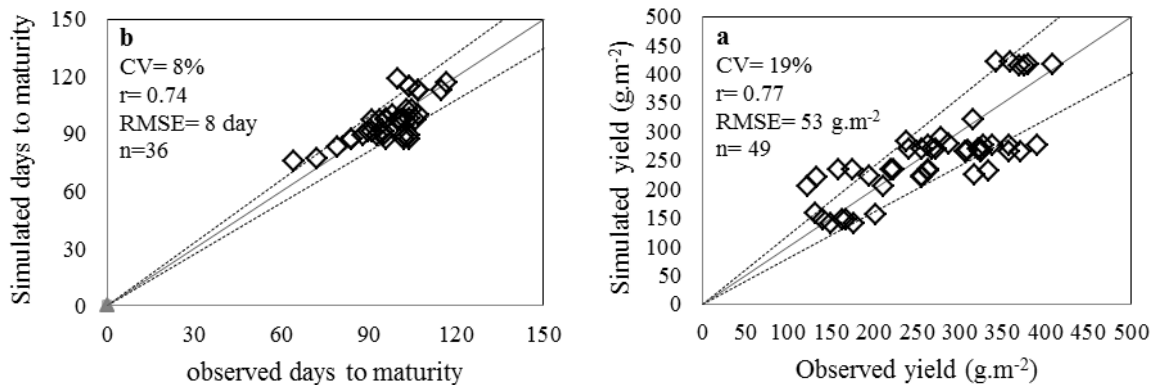 Simulated days to maturity
150
120
90
60
30
0
b
CV= 8%
r= 0.74
RMSE= 8 day
n=36
0 30 60 90 120 150
observed days to maturity
Simulated yield (g.m-2)
500
450
400
350
300
250
200
150
100
50
0
a
CV= 19%
r= 0.77
RMSE= 53 g.m-2
n= 49
0 50 100 150 200 250 300 350 400 450 500
Observed yield (g.m-2)